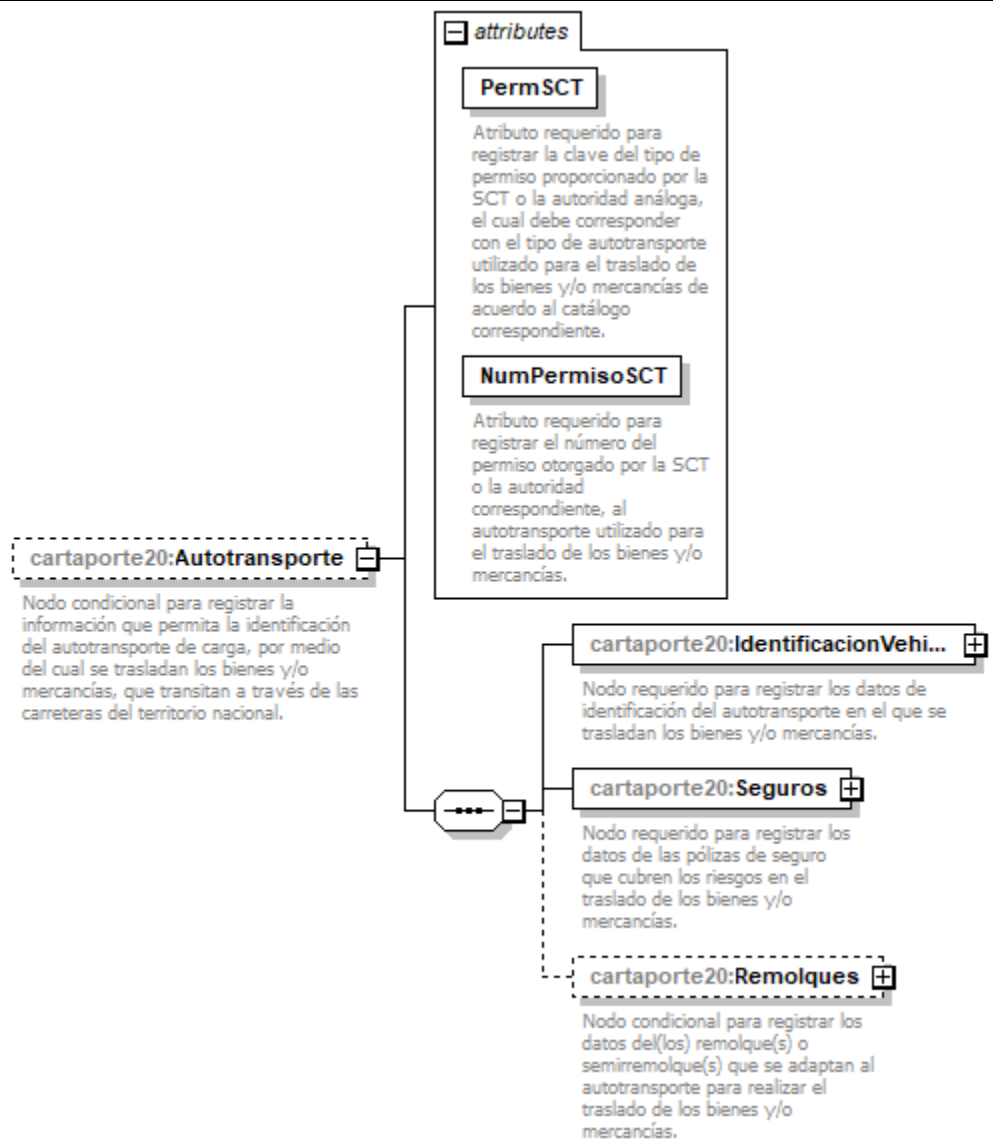 attributes
PermSCT
Atributo requerido para
registrar la clave del tipo de
permiso proporcionado por la
SCT o la autoridad análoga,
el cual debe corresponder
con el tipo de autotransporte
utilizado para el traslado de
los bienes y/o mercancías de
acuerdo al catálogo
correspondiente.
NumPermisoSCT
Atributo requerido para
registrar el número del
permiso otorgado por la SCT
o la autoridad
correspondiente, al
autotransporte utilizado para
el traslado de los bienes y/o
mercancías.
cartaporte20:Autotransporte
Nodo condicional para registrar la
información que permita la identificación
del autotransporte de carga, por medio
del cual se trasladan los bienes y/o
mercancías, que transitan a través de las
carreteras del territorio nacional.
cartaporte20:IdentificacionVehi...
Nodo requerido para registrar los datos de
identificación del autotransporte en el que se
trasladan los bienes y/o mercancías.
cartaporte20:Seguros
Nodo requerido para registrar los
datos de las pólizas de seguro
que cubren los riesgos en el
traslado de los bienes y/o
mercancías.
cartaporte20:Remolques
Nodo condicional para registrar los
datos del(los) remolque(s) o
semirremolque(s) que se adaptan al
autotransporte para realizar el
traslado de los bienes y/o
mercancías.